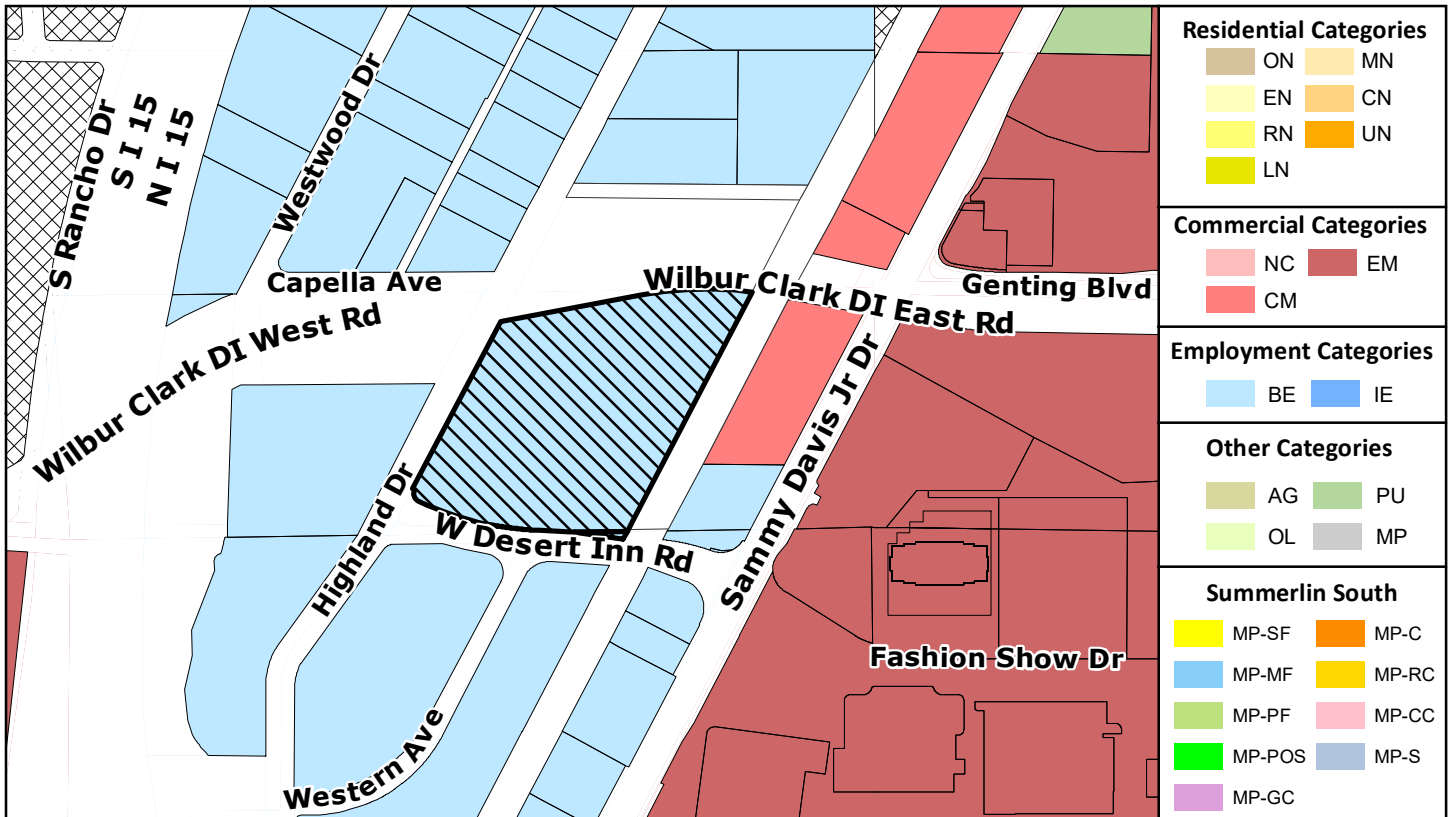 S Rancho Dr
S I 15
N I 15
Westwood Dr
Capella Ave
Wilbur Clark DI West Rd
Wilbur Clark DI East Rd
Genting Blvd
Highland Dr
W Desert Inn Rd
Sammy Davis Jr Dr
Fashion Show Dr
Western Ave
Residential Categories
ON MN
EN CN
RN UN
LN
Commercial Categories
NC EM
CM
Employment Categories
BE IE
Other Categories
AG PU
OL MP
Summerlin South
MP-SF MP-C
MP-MF MP-RC
MP-PF MP-CC
MP-POS MP-S
MP-GC